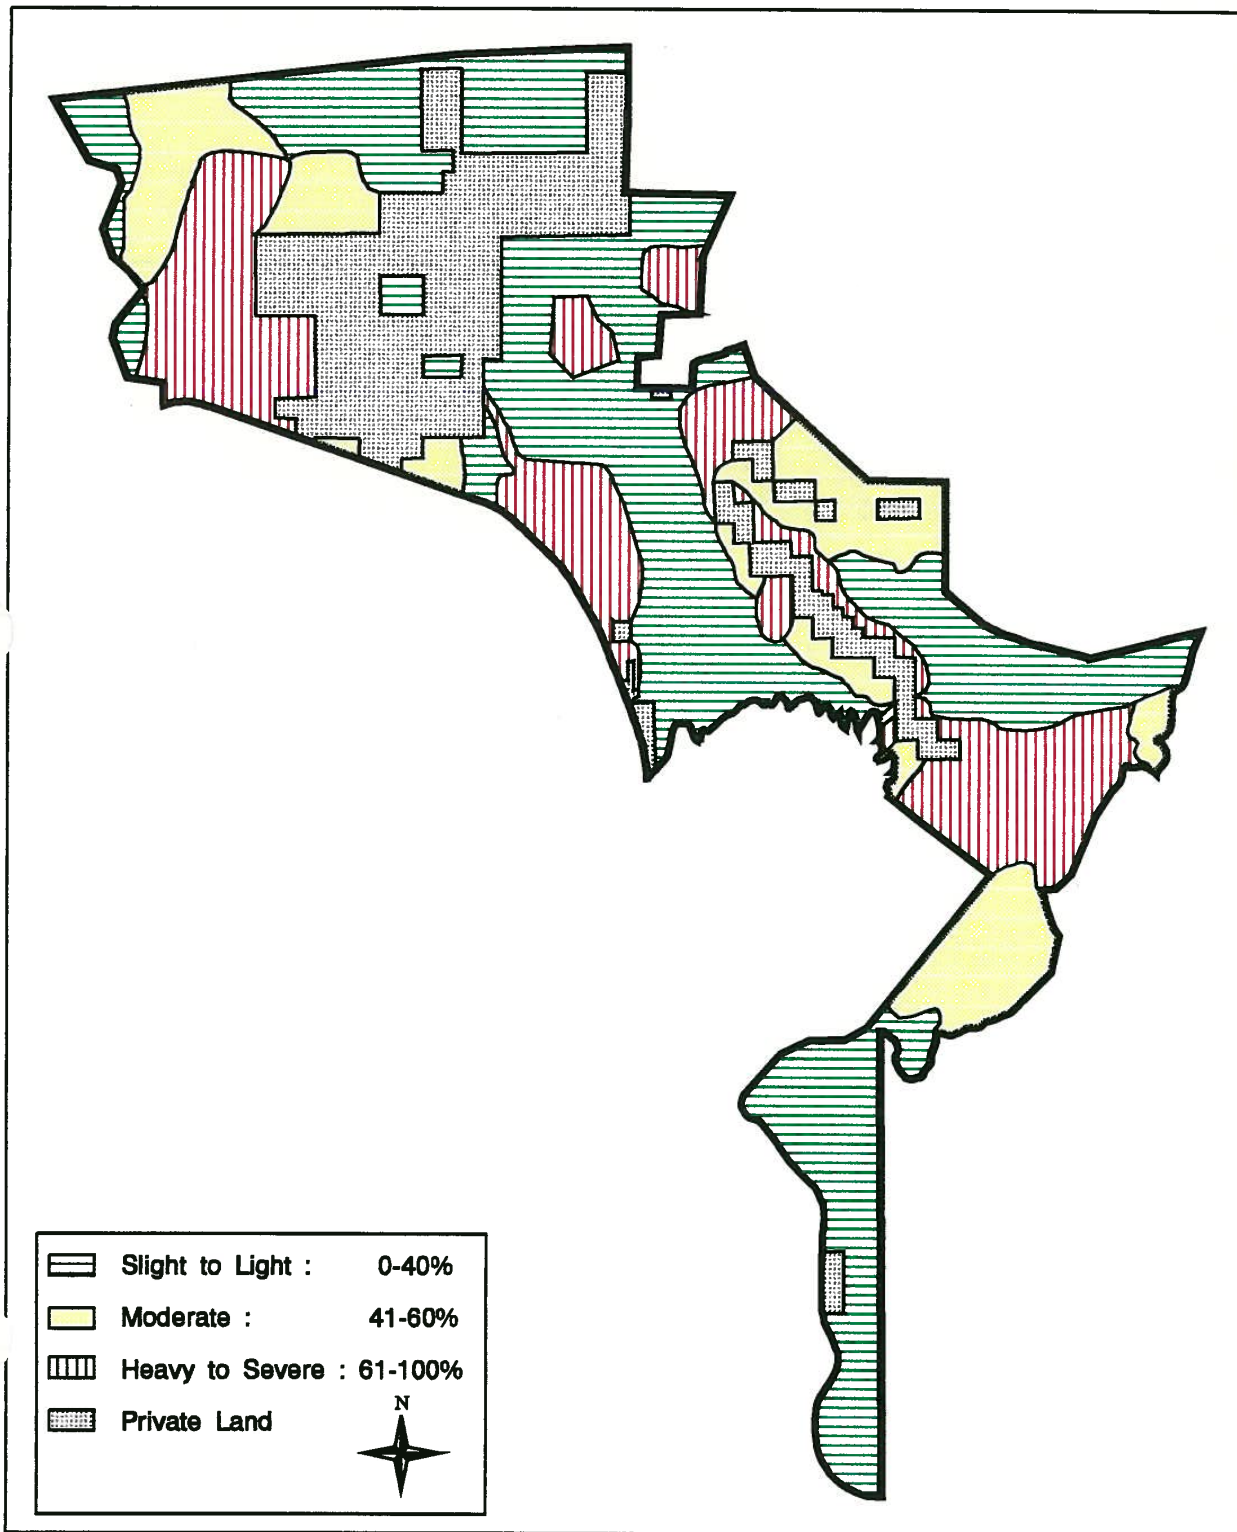 Slight to Light : 0-40%
Moderate : 41-60%
Heavy to Severe : 61-100%
Private Land
N